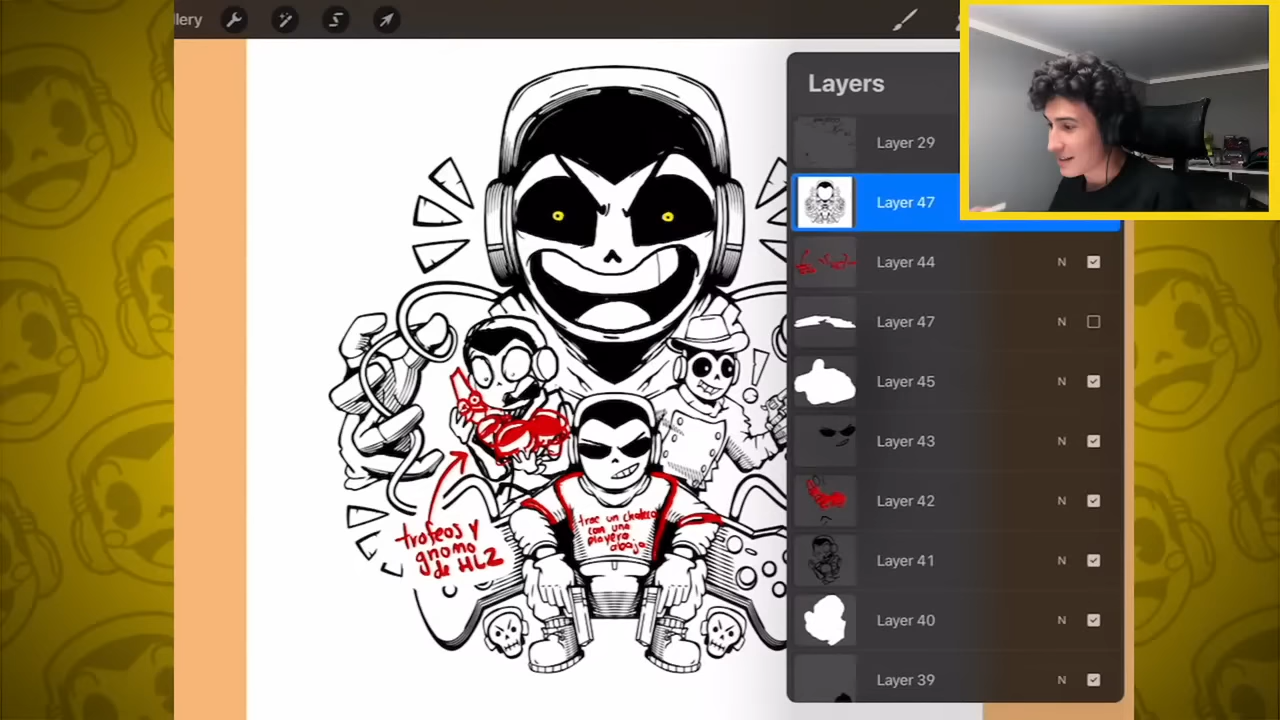 llery
Layers
Layer 29
Layer 47
Layer 44
N
Layer 47
N
Layer 45
N
Layer 43
N
Layer 42
N
Layer 41
N
Layer 40
N
Layer 39
N
trae un chaleco
con una
playera
abajo
trofeos y
gnomo
de HL2